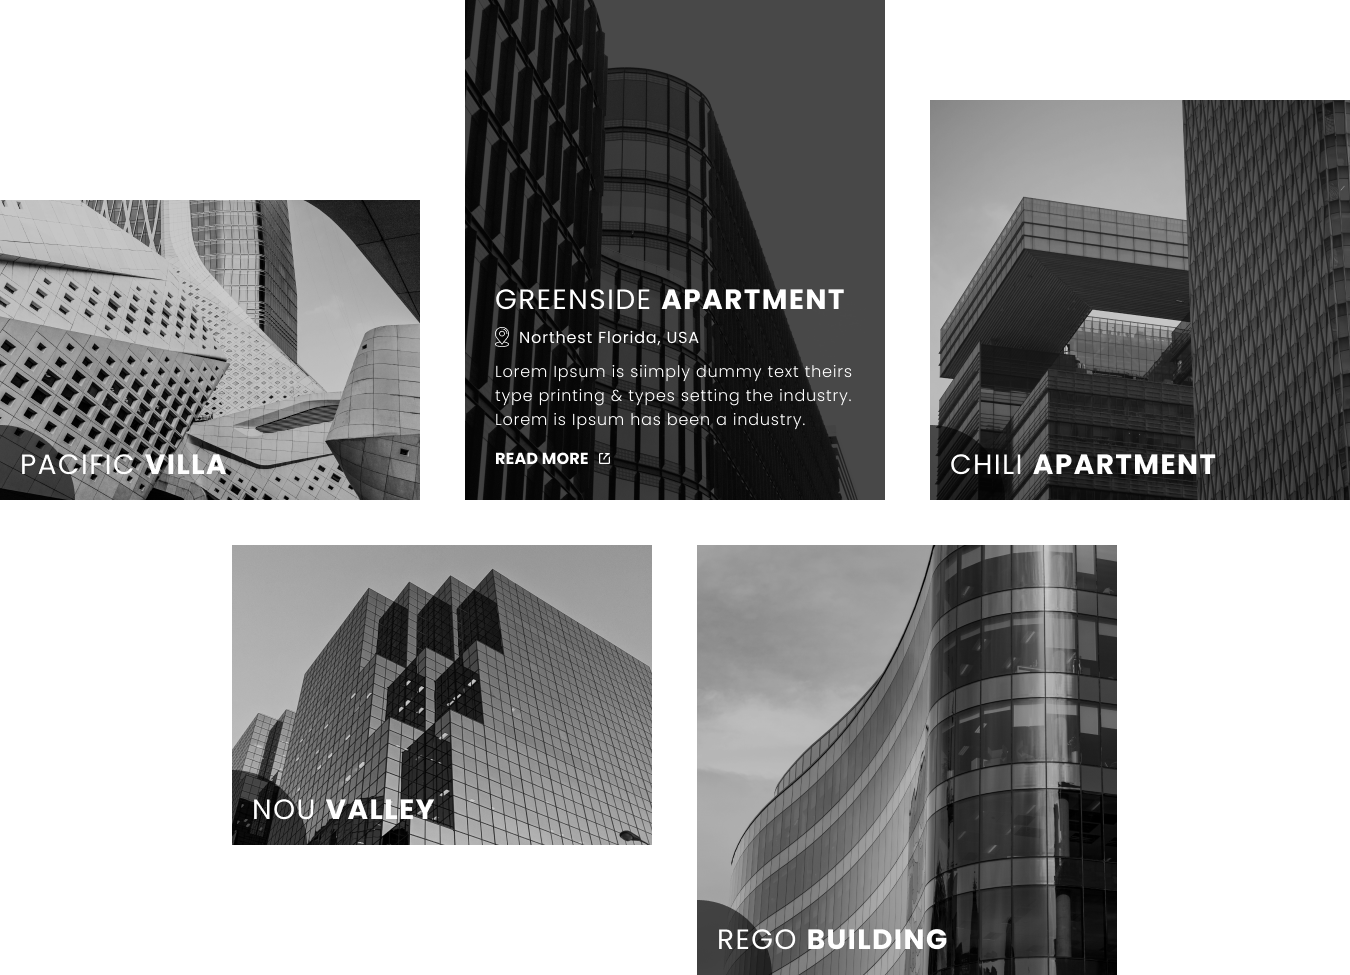 PACIFIC VILLA
GREENSIDE APARTMENT
Northest Florida, USA
Lorem Ipsum is siimply dummy text theirs
type printing & types setting the industry.
Lorem is Ipsum has been a industry.
READ MORE
CHILI APARTMENT
NOU VALLEY
REGO BUILDING